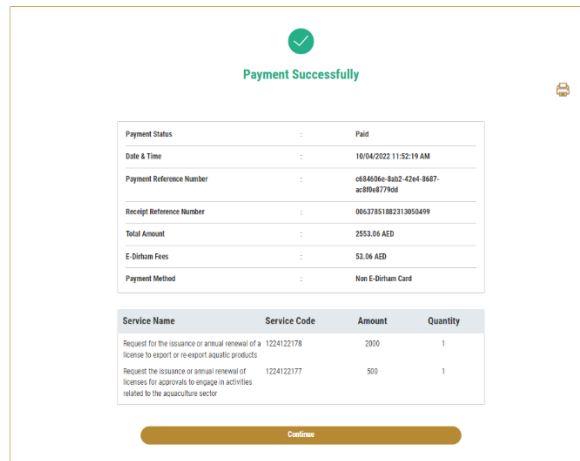 Payment Successfully
Payment Status : Paid
Date & Time : 10/04/2022 11:52:19 AM
Payment Reference Number : c684606e-8ab2-42e4-8687-
ac8f0e8779dd
Receipt Reference Number : 00637851882313050499
Total Amount : 2553.06 AED
E-Dirham Fees : 53.06 AED
Payment Method : Non E-Dirham Card
Service Name Service Code Amount Quantity
Request for the issuance or annual renewal of a 1224122178 2000 1
license to export or re-export aquatic products
Request the issuance or annual renewal of 1224122177 500 1
licenses for approvals to engage in activities
related to the aquaculture sector
Continue